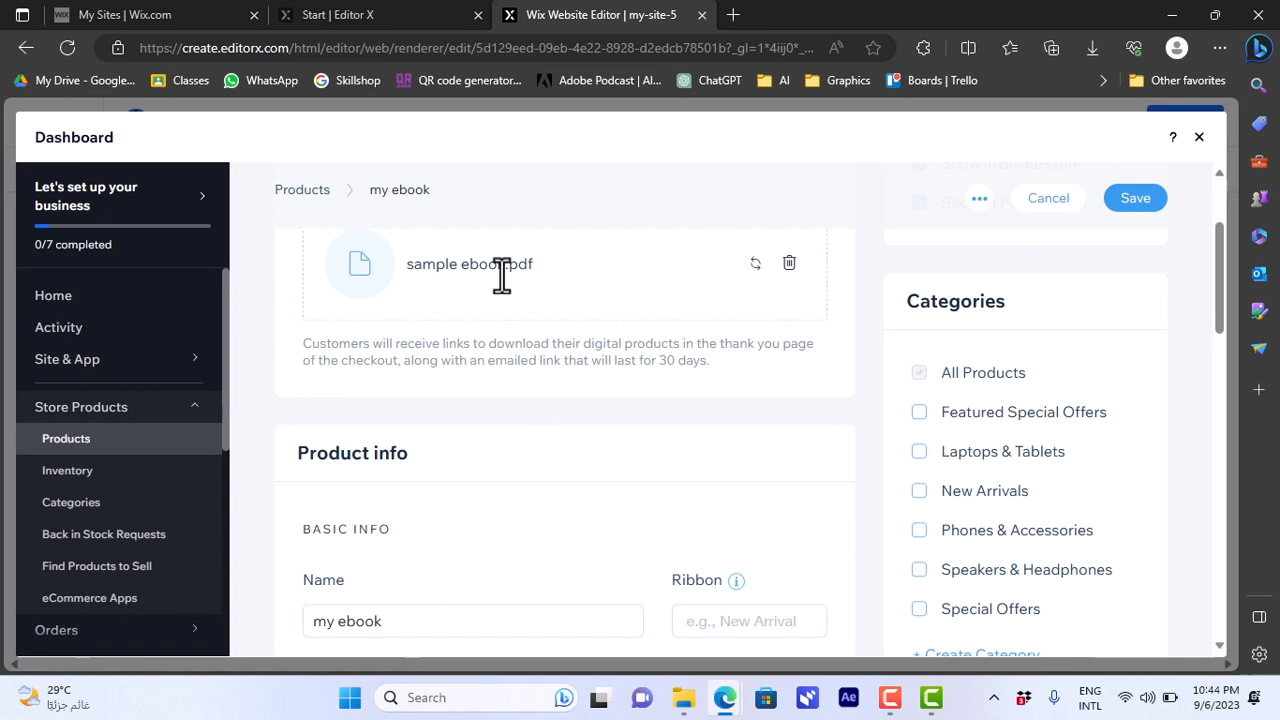 My Sites | Wix.com
Start | Editor X
Wix Website Editor | my-site-5
https://create.editorx.com/html/editor/web/renderer/edit/5d129eed-09eb-4e22-8928-d2edcb78501b?_gl=1*4iij0*_...
My Drive - Google...
Classes
WhatsApp
Skillshop
QR code generator...
Adobe Podcast | AI...
ChatGPT
AI
Graphics
Boards | Trello
Other favorites
Dashboard
?
Let's set up your
business
0/7 completed
Home
Activity
Site & App
Store Products
Products
Inventory
Categories
Back in Stock Requests
Find Products to Sell
eCommerce Apps
Orders
Products
my ebook
Cancel
Save
Show in online store
sample ebook.pdf
Customers will receive links to download their digital products in the thank you page
of the checkout, along with an emailed link that will last for 30 days.
Product info
BASIC INFO
Name
Ribbon
my ebook
e.g., New Arrival
Categories
All Products
Featured Special Offers
Laptops & Tablets
New Arrivals
Phones & Accessories
Speakers & Headphones
Special Offers
+ Create Category
29°C
غائم جزئيًا
Search
ENG
INTL
10:44 PM
9/6/2023